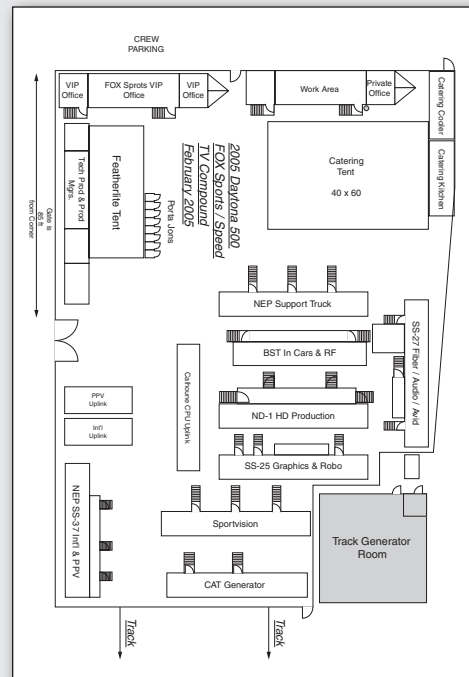 CREW
PARKING
VIP
Office
FOX Sprots VIP
Office
VIP
Office
Work Area
Private
Office
Catering Cooler
Catering Kitchen
Catering
Tent
40 x 60
2005 Daytona 500
FOX Sports / Speed
TV Compound
February 2005
Porta Jons
Featherlite Tent
Tech Prod & Prod
Mgrs.
Gate is
85 ft
from Corner
NEP Support Truck
BST In Cars & RF
SS-27 Fiber / Audio / Avid
ND-1 HD Production
SS-25 Graphics & Robo
Calhoune CPU Uplink
PPV
Uplink
Int'l
Uplink
NEP SS-37 Int'l & PPV
Sportvision
CAT Generator
Track Generator
Room
Track
Track